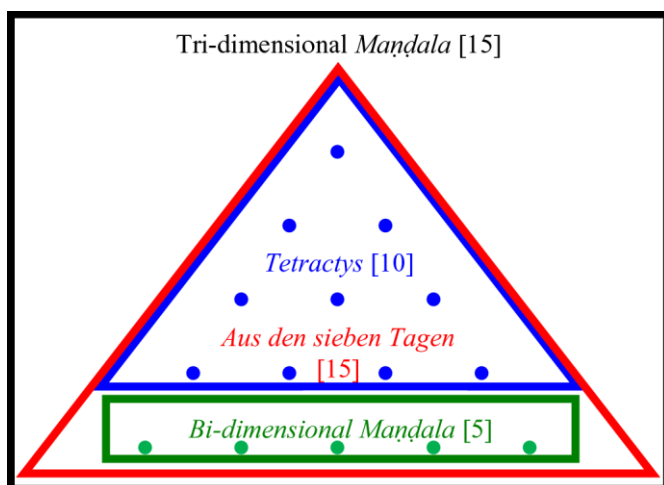 Tri-dimensional Maṇḍala [15]
Tetractys [10]
Aus den sieben Tagen
[15]
Bi-dimensional Maṇḍala [5]